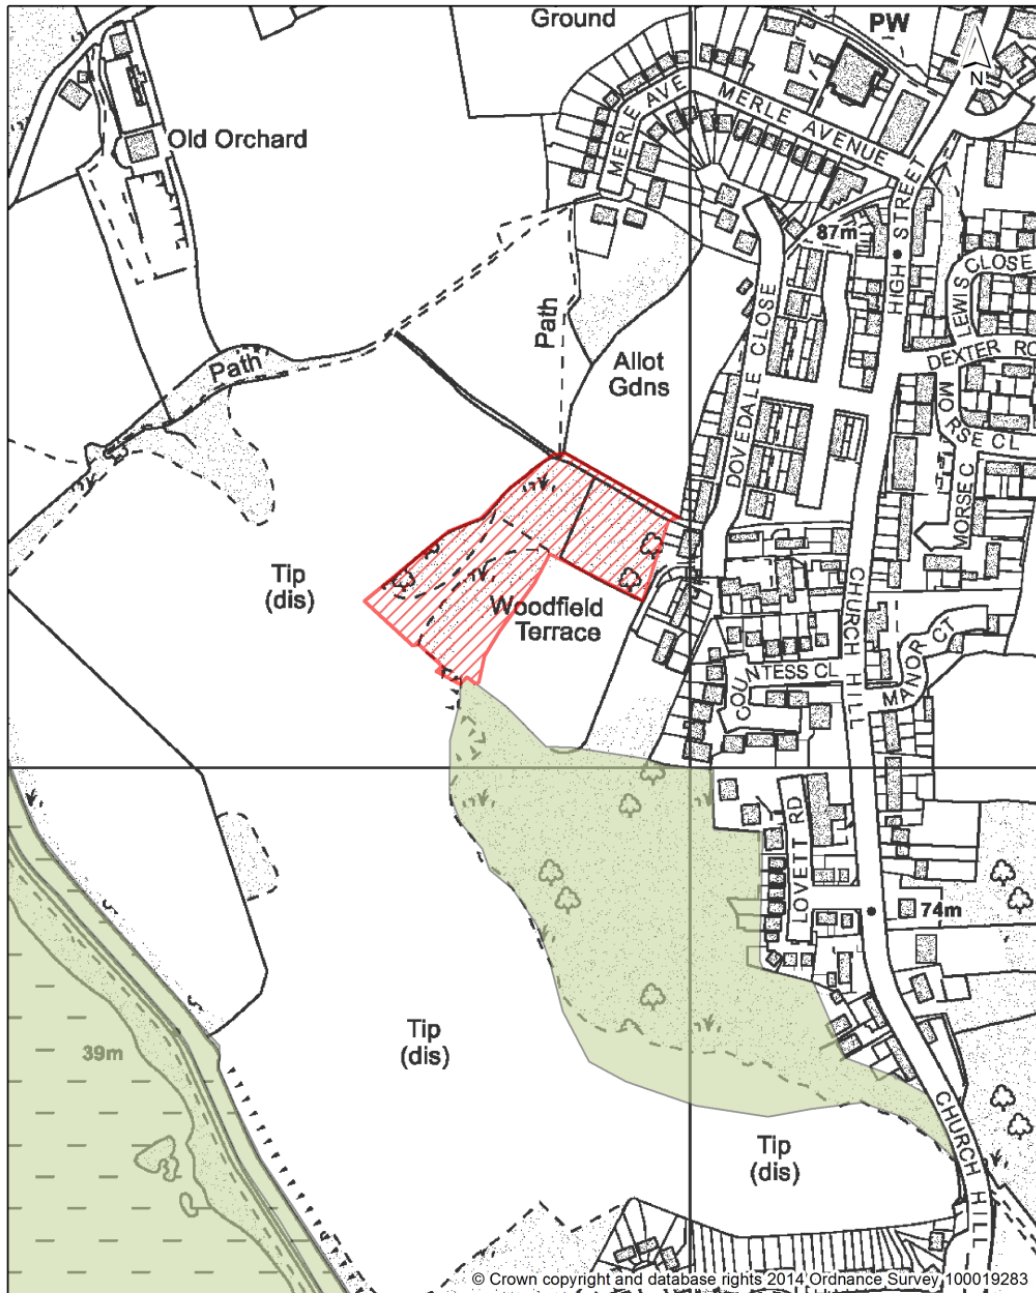 Ground
PW
N
MERLE AVE
MERLE AVENUE
Old Orchard
HIGH STREET
87m
LEWIS CLOSE
DOVEDALE CLOSE
Path
Path
Allot
Gdns
DEXTER RO
MORSE CL
MORSE C
Tip
(dis)
Woodfield
Terrace
CHURCH HILL
COUNTESS CL
MANOR CT
LOVETT RD
74m
Tip
(dis)
39m
CHURCH HILL
Tip
(dis)
© Crown copyright and database rights 2014 Ordnance Survey 100019283